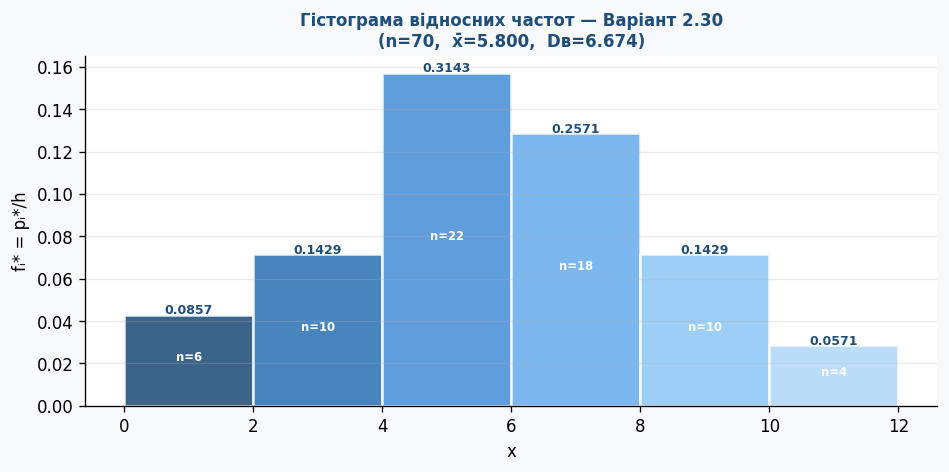 Гістограма відносних частот — Варіант 2.30
(n=70, x̄=5.800, Dв=6.674)
0.16
0.14
0.12
0.10
0.08
0.06
0.04
0.02
0.00
fᵢ* = pᵢ*/h
0.0857
0.1429
0.3143
0.2571
0.1429
0.0571
n=6
n=10
n=22
n=18
n=10
n=4
0 2 4 6 8 10 12
x